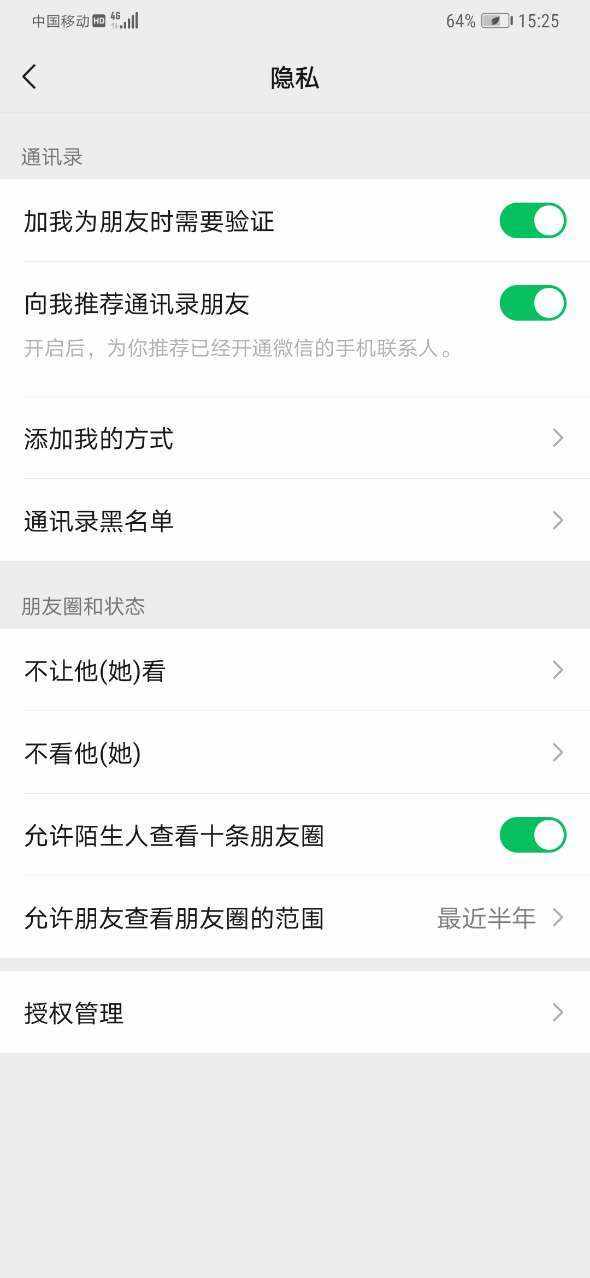 中国移动 HD 4G 64% 15:25
隐私
通讯录
加我为朋友时需要验证
向我推荐通讯录朋友
开启后，为你推荐已经开通微信的手机联系人。
添加我的方式
通讯录黑名单
朋友圈和状态
不让他(她)看
不看他(她)
允许陌生人查看十条朋友圈
允许朋友查看朋友圈的范围 最近半年
授权管理